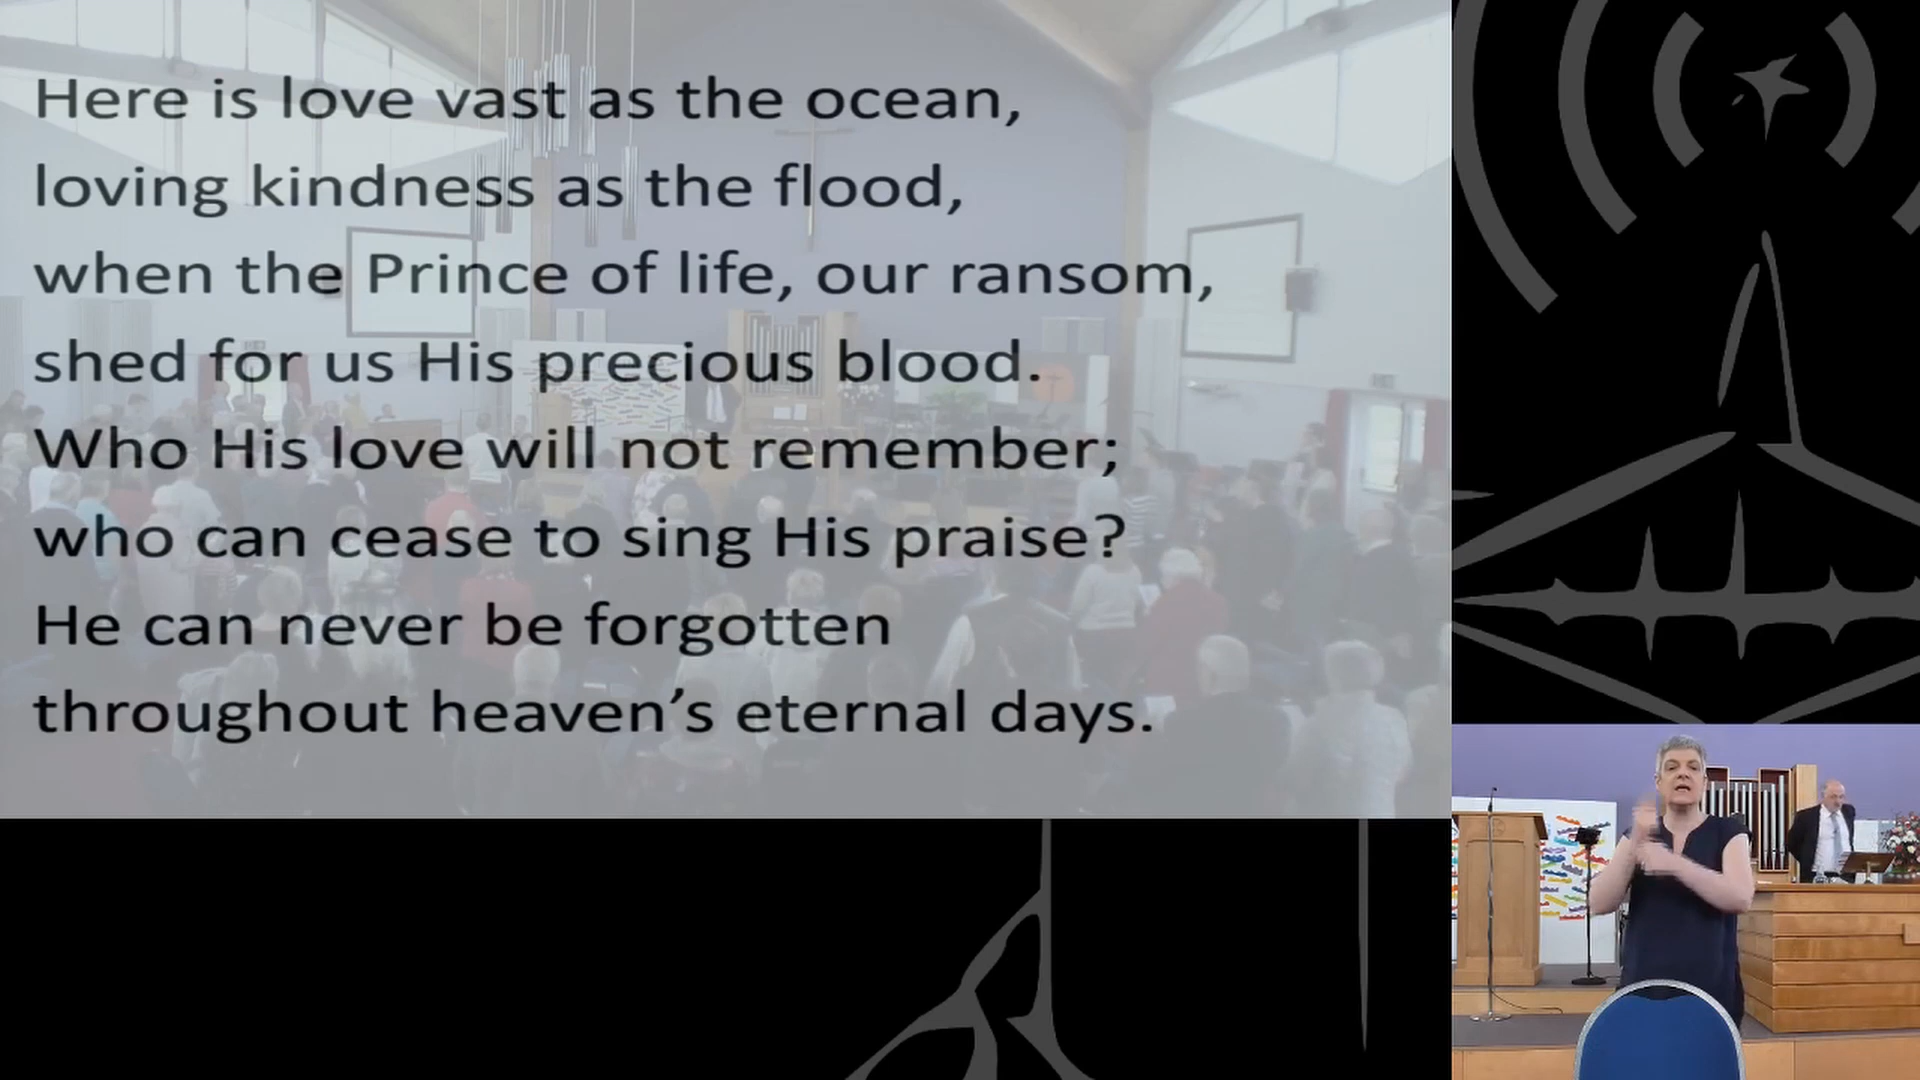 Here is love vast as the ocean,
loving kindness as the flood,
when the Prince of life, our ransom,
shed for us His precious blood.
Who His love will not remember;
who can cease to sing His praise?
He can never be forgotten
throughout heaven’s eternal days.